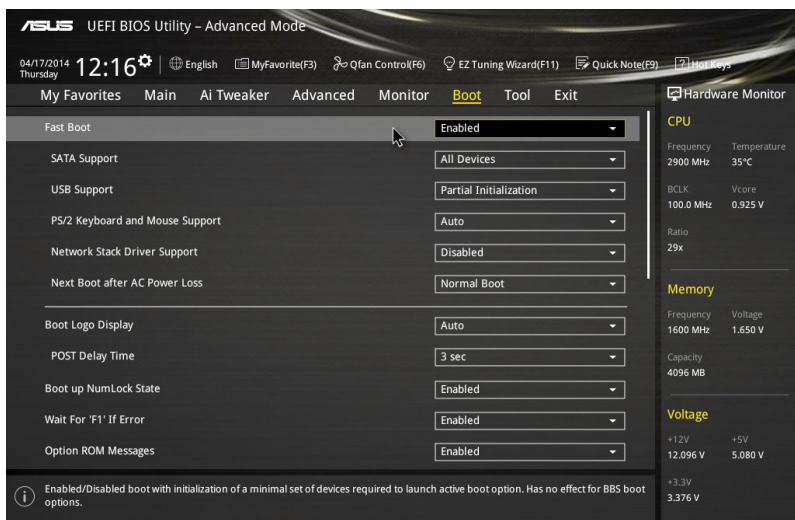 ASUS UEFI BIOS Utility – Advanced Mode
04/17/2014
Thursday
12:16
English
MyFavorite(F3)
Qfan Control(F6)
EZ Tuning Wizard(F11)
Quick Note(F9)
Hot Keys
My Favorites Main Ai Tweaker Advanced Monitor Boot Tool Exit
Fast Boot Enabled
SATA Support All Devices
USB Support Partial Initialization
PS/2 Keyboard and Mouse Support Auto
Network Stack Driver Support Disabled
Next Boot after AC Power Loss Normal Boot
Boot Logo Display Auto
POST Delay Time 3 sec
Boot up NumLock State Enabled
Wait For 'F1' If Error Enabled
Option ROM Messages Enabled
Enabled/Disabled boot with initialization of a minimal set of devices required to launch active boot option. Has no effect for BBS boot
options.
Hardware Monitor
CPU
Frequency Temperature
2900 MHz 35°C
BCLK Vcore
100.0 MHz 0.925 V
Ratio
29x
Memory
Frequency Voltage
1600 MHz 1.650 V
Capacity
4096 MB
Voltage
+12V +5V
12.096 V 5.080 V
+3.3V
3.376 V